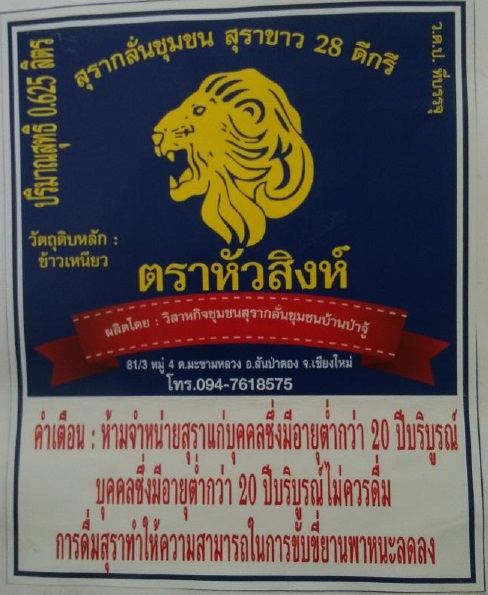 สุรากลั่นชุมชน สุราขาว 28 ดีกรี
ปริมาณสุทธิ 0.625 ลิตร
ว.ด.ป. ที่บรรจุ
วัตถุดิบหลัก :
ข้าวเหนียว
ตราหัวสิงห์
ผลิตโดย : วิสาหกิจชุมชนสุรากลั่นชุมชนบ้านป่าจู้
81/3 หมู่ 4 ต.มะขามหลวง อ.สันป่าตอง จ.เชียงใหม่
โทร.094-7618575
คำเตือน : ห้ามจำหน่ายสุราแก่บุคคลซึ่งมีอายุต่ำกว่า 20 ปีบริบูรณ์
บุคคลซึ่งมีอายุต่ำกว่า 20 ปีบริบูรณ์ไม่ควรดื่ม
การดื่มสุราทำให้ความสามารถในการขับขี่ยานพาหนะลดลง